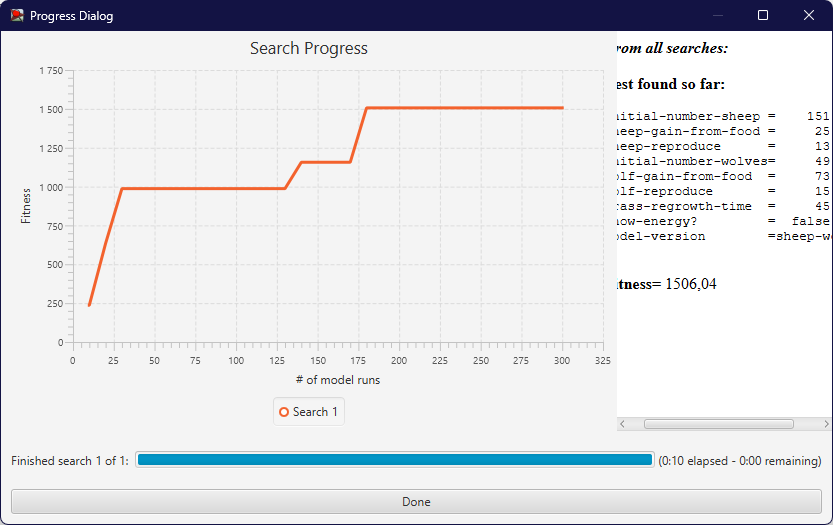 Progress Dialog
Search Progress
1 750
1 500
1 250
1 000
750
500
250
0
Fitness
0 25 50 75 100 125 150 175 200 225 250 275 300 325
# of model runs
Search 1
rom all searches:
est found so far:
nitial-number-sheep = 151
heep-gain-from-food = 25
heep-reproduce = 13
nitial-number-wolves= 49
olf-gain-from-food = 73
olf-reproduce = 15
rass-regrowth-time = 45
how-energy? = false
odel-version =sheep-w
itness= 1506,04
Finished search 1 of 1: (0:10 elapsed - 0:00 remaining)
Done